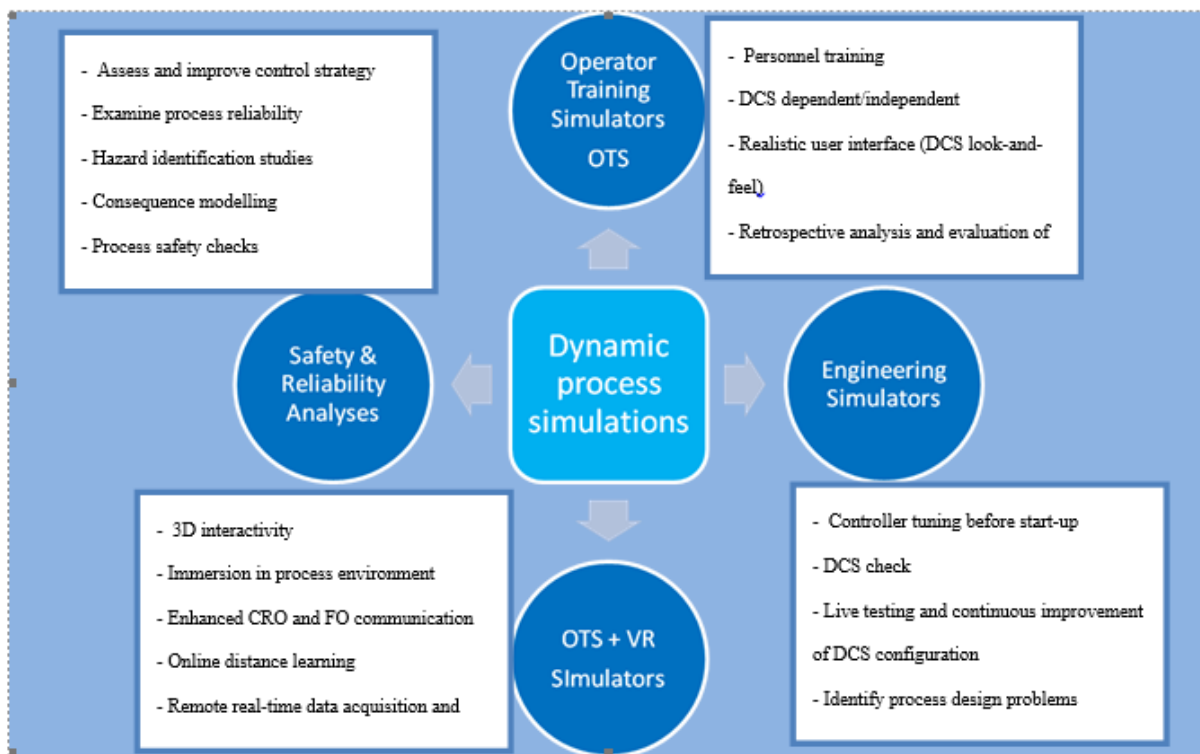 - Assess and improve control strategy
- Examine process reliability
- Hazard identification studies
- Consequence modelling
- Process safety checks
Operator
Training
Simulators
OTS
- Personnel training
- DCS dependent/independent
- Realistic user interface (DCS look-and-
feel)
- Retrospective analysis and evaluation of
Safety &
Reliability
Analyses
Dynamic
process
simulations
Engineering
Simulators
- 3D interactivity
- Immersion in process environment
- Enhanced CRO and FO communication
- Online distance learning
- Remote real-time data acquisition and
OTS + VR
SImulators
- Controller tuning before start-up
- DCS check
- Live testing and continuous improvement
of DCS configuration
- Identify process design problems